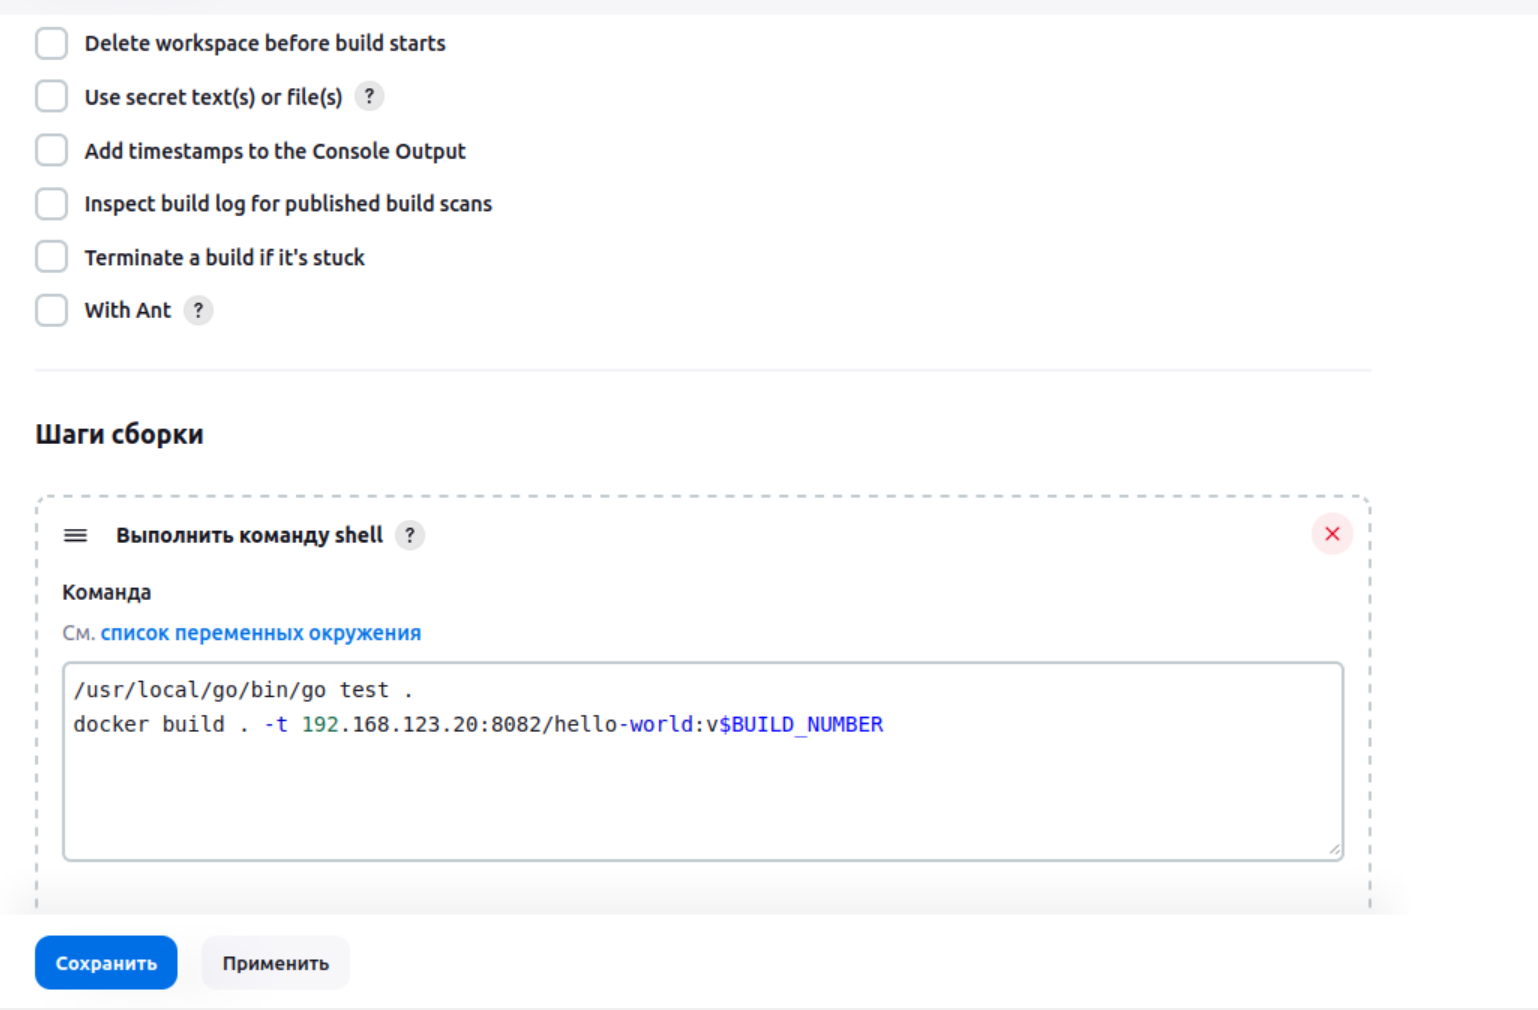 Delete workspace before build starts
Use secret text(s) or file(s) ?
Add timestamps to the Console Output
Inspect build log for published build scans
Terminate a build if it's stuck
With Ant ?
Шаги сборки
Выполнить команду shell ?
Команда
См. список переменных окружения
/usr/local/go/bin/go test .
docker build . -t 192.168.123.20:8082/hello-world:v$BUILD_NUMBER
Сохранить Применить